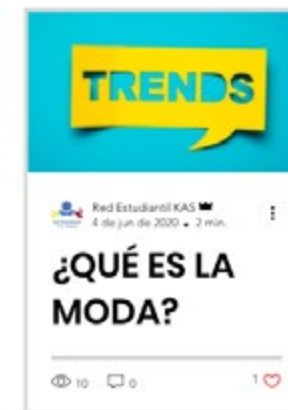 TRENDS
Red Estudiantil KAS
4 de jun de 2020 • 2 min.
¿QUÉ ES LA
MODA?
10 0 1